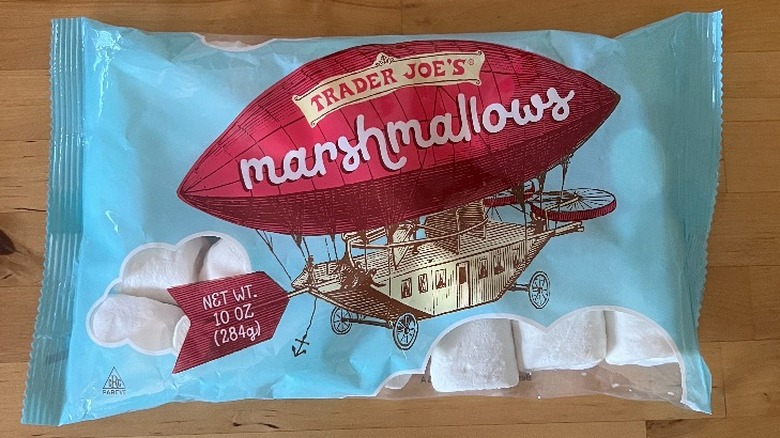 TRADER JOE'S®
marshmallows
NET WT.
10 OZ
(284g)
PAREVE